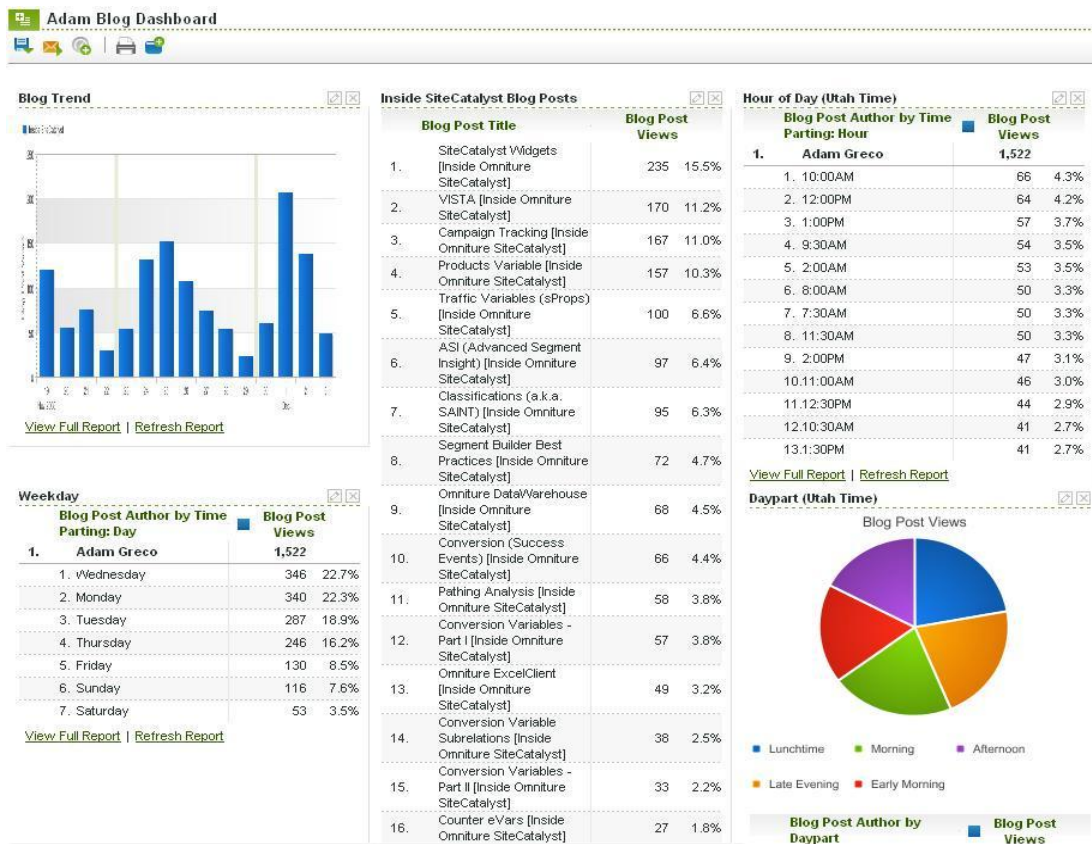 Adam Blog Dashboard
Blog Trend
View Full Report | Refresh Report
Weekday
Blog Post Author by Time
Parting: Day
Blog Post
Views
1. Adam Greco 1,522
1. Wednesday 346 22.7%
2. Monday 340 22.3%
3. Tuesday 287 18.9%
4. Thursday 246 16.2%
5. Friday 130 8.5%
6. Sunday 116 7.6%
7. Saturday 53 3.5%
View Full Report | Refresh Report
Inside SiteCatalyst Blog Posts
Blog Post Title
Blog Post
Views
SiteCatalyst Widgets
1. [Inside Omniture 235 15.5%
SiteCatalyst]
2. VISTA [Inside Omniture 170 11.2%
SiteCatalyst]
3. Campaign Tracking [Inside 167 11.0%
Omniture SiteCatalyst]
4. Products Variable [Inside 157 10.3%
Omniture SiteCatalyst]
Traffic Variables (sProps)
5. [Inside Omniture 100 6.6%
SiteCatalyst]
ASI (Advanced Segment
6. Insight) [Inside Omniture 97 6.4%
SiteCatalyst]
Classifications (a.k.a.
7. SAINT) [Inside Omniture 95 6.3%
SiteCatalyst]
Segment Builder Best
8. Practices [Inside Omniture 72 4.7%
SiteCatalyst]
Omniture DataWarehouse
9. [Inside Omniture 68 4.5%
SiteCatalyst]
Conversion (Success
10. Events) [Inside Omniture 66 4.4%
SiteCatalyst]
11. Pathing Analysis [Inside 58 3.8%
Omniture SiteCatalyst]
Conversion Variables -
12. Part I [Inside Omniture 57 3.8%
SiteCatalyst]
Omniture ExcelClient
13. [Inside Omniture 49 3.2%
SiteCatalyst]
Conversion Variable
14. Subrelations [Inside 38 2.5%
Omniture SiteCatalyst]
Conversion Variables -
15. Part II [Inside Omniture 33 2.2%
SiteCatalyst]
16. Counter eVars [Inside 27 1.8%
Omniture SiteCatalyst]
Hour of Day (Utah Time)
Blog Post Author by Time
Parting: Hour
Blog Post
Views
1. Adam Greco 1,522
1. 10:00AM 66 4.3%
2. 12:00PM 64 4.2%
3. 1:00PM 57 3.7%
4. 9:30AM 54 3.5%
5. 2:00AM 53 3.5%
6. 8:00AM 50 3.3%
7. 7:30AM 50 3.3%
8. 11:30AM 50 3.3%
9. 2:00PM 47 3.1%
10.11:00AM 46 3.0%
11.12:30PM 44 2.9%
12.10:30AM 41 2.7%
13.1:30PM 41 2.7%
View Full Report | Refresh Report
Daypart (Utah Time)
Blog Post Views
Lunchtime Morning Afternoon
Late Evening Early Morning
Blog Post Author by
Daypart
Blog Post
Views